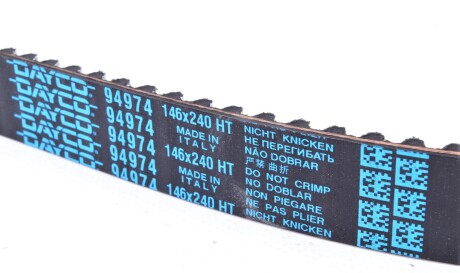 DAYCO 94974 146x240 HT NICHT KNICKEN
DAYCO 94974 MADE IN ITALY НЕ ПЕРЕГИБАТЬ
DAYCO 94974 146x240 HT NÃO DOBRAR
DAYCO 94974 MADE IN ITALY 严禁曲折
DAYCO 94974 146x240 HT DO NOT CRIMP
NO DOBLAR
NON PIEGARE
NE PAS PLIER
NICHT KNICKEN